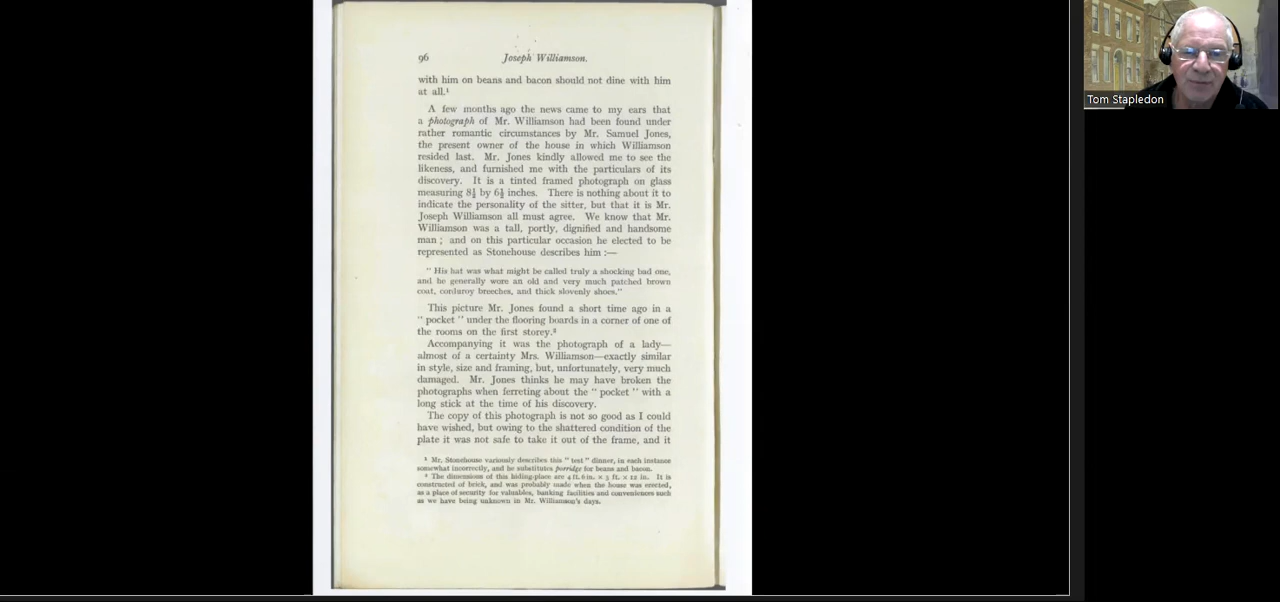 96
Joseph Williamson.
with him on beans and bacon should not dine with him
at all.¹
A few months ago the news came to my ears that
a photograph of Mr. Williamson had been found under
rather romantic circumstances by Mr. Samuel Jones,
the present owner of the house in which Williamson
resided last. Mr. Jones kindly allowed me to see the
likeness, and furnished me with the particulars of its
discovery. It is a tinted framed photograph on glass
measuring 8½ by 6½ inches. There is nothing about it to
indicate the personality of the sitter, but that it is Mr.
Joseph Williamson all must agree. We know that Mr.
Williamson was a tall, portly, dignified and handsome
man ; and on this particular occasion he elected to be
represented as Stonehouse describes him :—
" His hat was what might be called truly a shocking bad one,
and he generally wore an old and very much patched brown
coat, corduroy breeches, and thick slovenly shoes."
This picture Mr. Jones found a short time ago in a
" pocket " under the flooring boards in a corner of one of
the rooms on the first storey.²
Accompanying it was the photograph of a lady—
almost of a certainty Mrs. Williamson—exactly similar
in style, size and framing, but, unfortunately, very much
damaged. Mr. Jones thinks he may have broken the
photographs when ferreting about the " pocket " with a
long stick at the time of his discovery.
The copy of this photograph is not so good as I could
have wished, but owing to the shattered condition of the
plate it was not safe to take it out of the frame, and it
¹ Mr. Stonehouse variously describes this " test " dinner, in each instance
somewhat incorrectly, and he substitutes porridge for beans and bacon.
² The dimensions of this hiding-place are 4 ft. 6 in. × 3 ft. × 12 in. It is
constructed of brick, and was probably made when the house was erected,
as a place of security for valuables, banking facilities and conveniences such
as we have being unknown in Mr. Williamson's days.
Tom Stapledon